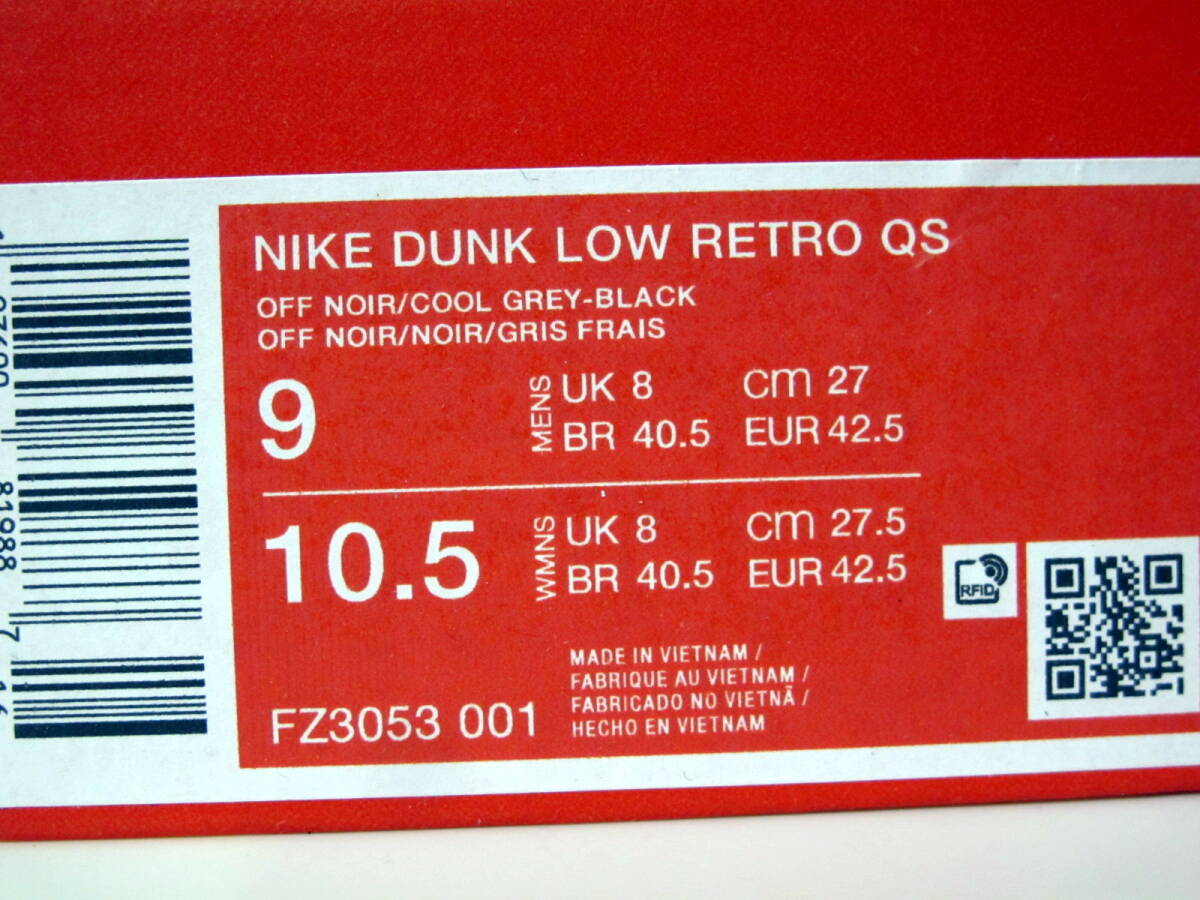 NIKE DUNK LOW RETRO QS
OFF NOIR/COOL GREY-BLACK
OFF NOIR/NOIR/GRIS FRAIS
9 MENS UK 8 cm 27
BR 40.5 EUR 42.5
10.5 WMNS UK 8 cm 27.5
BR 40.5 EUR 42.5
RFID
MADE IN VIETNAM /
FABRIQUE AU VIETNAM /
FABRICADO NO VIETNÃ /
HECHO EN VIETNAM
FZ3053 001
81988 7